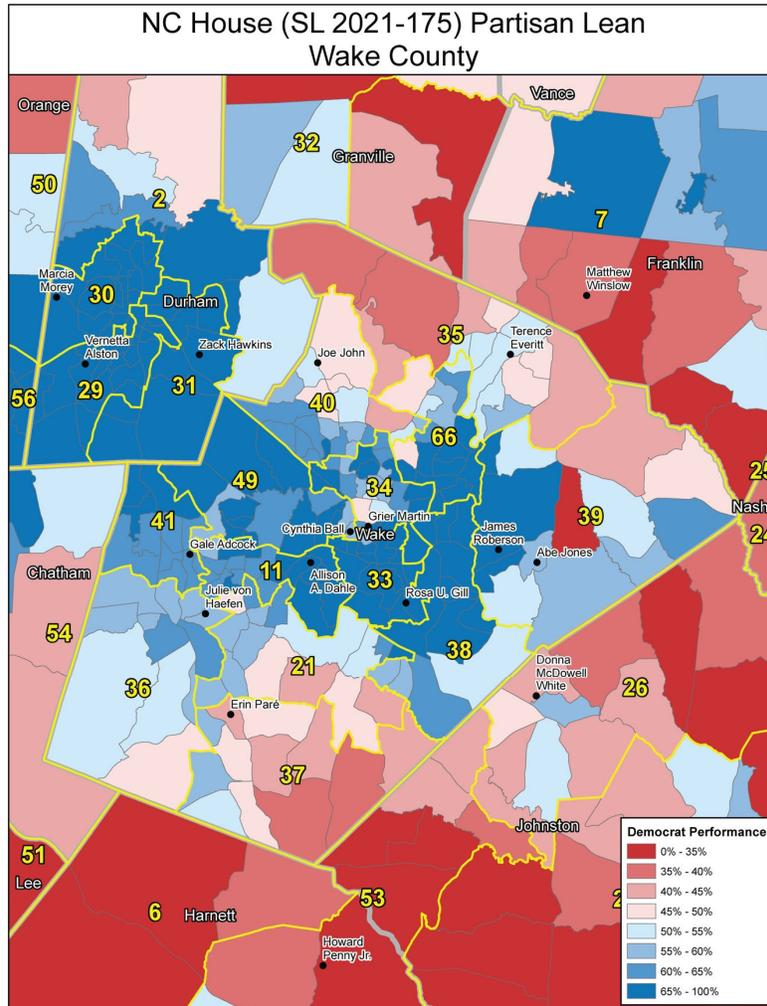 NC House (SL 2021-175) Partisan Lean
Wake County
Orange
Vance
32
Granville
50
2
7
Franklin
Marcia
Morey
Matthew
Winslow
30
Durham
35
Terence
Everitt
Vernetta
Alston
Zack Hawkins
Joe John
29
31
56
40
66
49
34
25
41
Cynthia Ball
Grier Martin
Wake
39
Nash
24
Gale Adcock
James
Roberson
Abe Jones
Chatham
11
Allison
A. Dahle
33
Julie von
Haefen
Rosa U. Gill
54
38
21
36
Donna
McDowell
White
26
Erin Paré
37
Johnston
51
Lee
6
Harnett
53
2
Howard
Penny Jr.
Democrat Performance
0% - 35%
35% - 40%
40% - 45%
45% - 50%
50% - 55%
55% - 60%
60% - 65%
65% - 100%